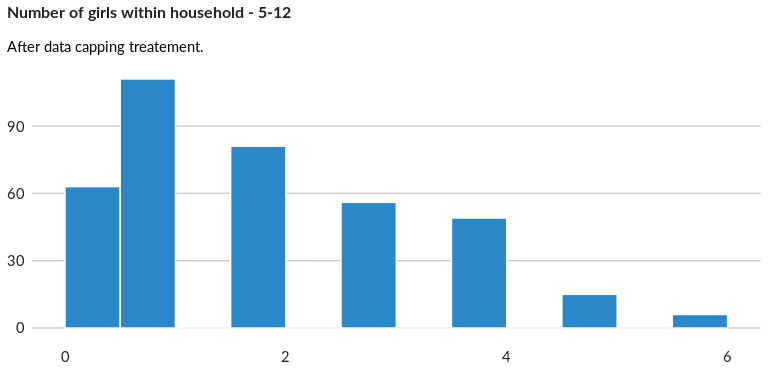 Number of girls within household - 5-12
After data capping treatement.
90
60
30
0
0 2 4 6